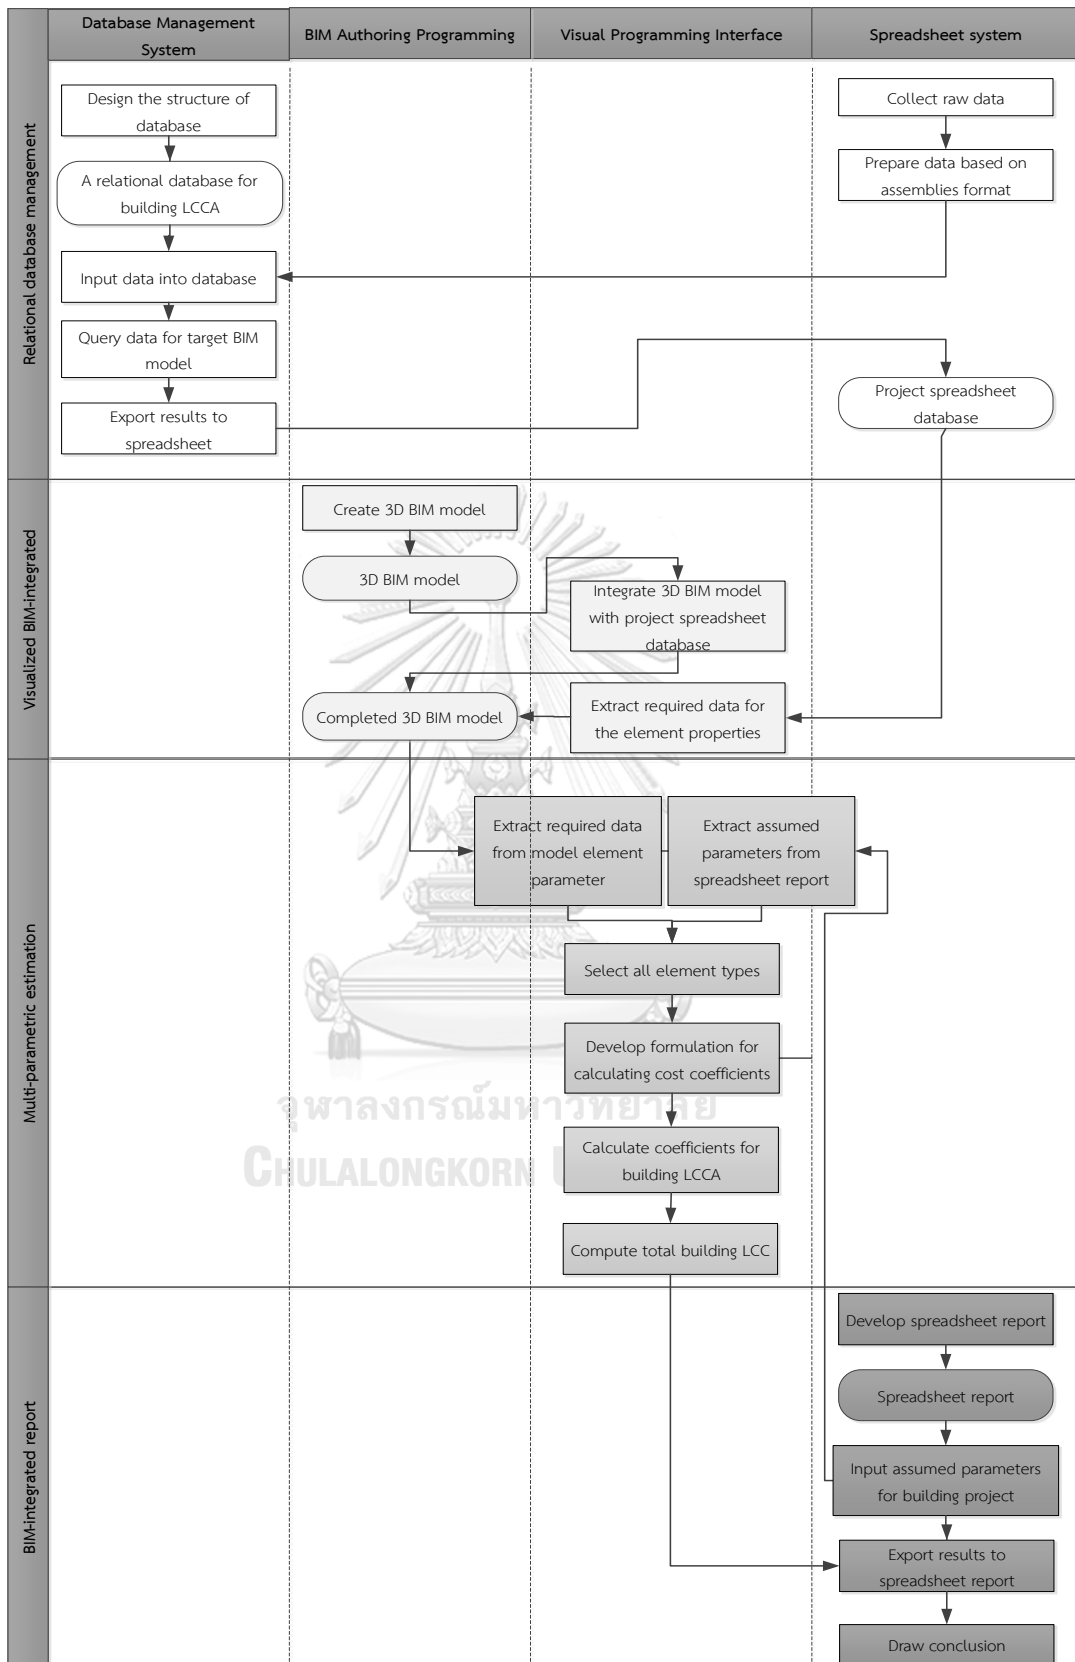 Database Management
System
BIM Authoring Programming
Visual Programming Interface
Spreadsheet system
Relational database management
Design the structure of
database
A relational database for
building LCCA
Input data into database
Query data for target BIM
model
Export results to
spreadsheet
Collect raw data
Prepare data based on
assemblies format
Project spreadsheet
database
Visualized BIM-integrated
Create 3D BIM model
3D BIM model
Integrate 3D BIM model
with project spreadsheet
database
Completed 3D BIM model
Extract required data for
the element properties
Multi-parametric estimation
Extract required data
from model element
parameter
Extract assumed
parameters from
spreadsheet report
Select all element types
Develop formulation for
calculating cost coefficients
จุฬาลงกรณ์มหาวิทยาลัย
CHULALONGKORN U
Calculate coefficients for
building LCCA
Compute total building LCC
BIM-integrated report
Develop spreadsheet report
Spreadsheet report
Input assumed parameters
for building project
Export results to
spreadsheet report
Draw conclusion